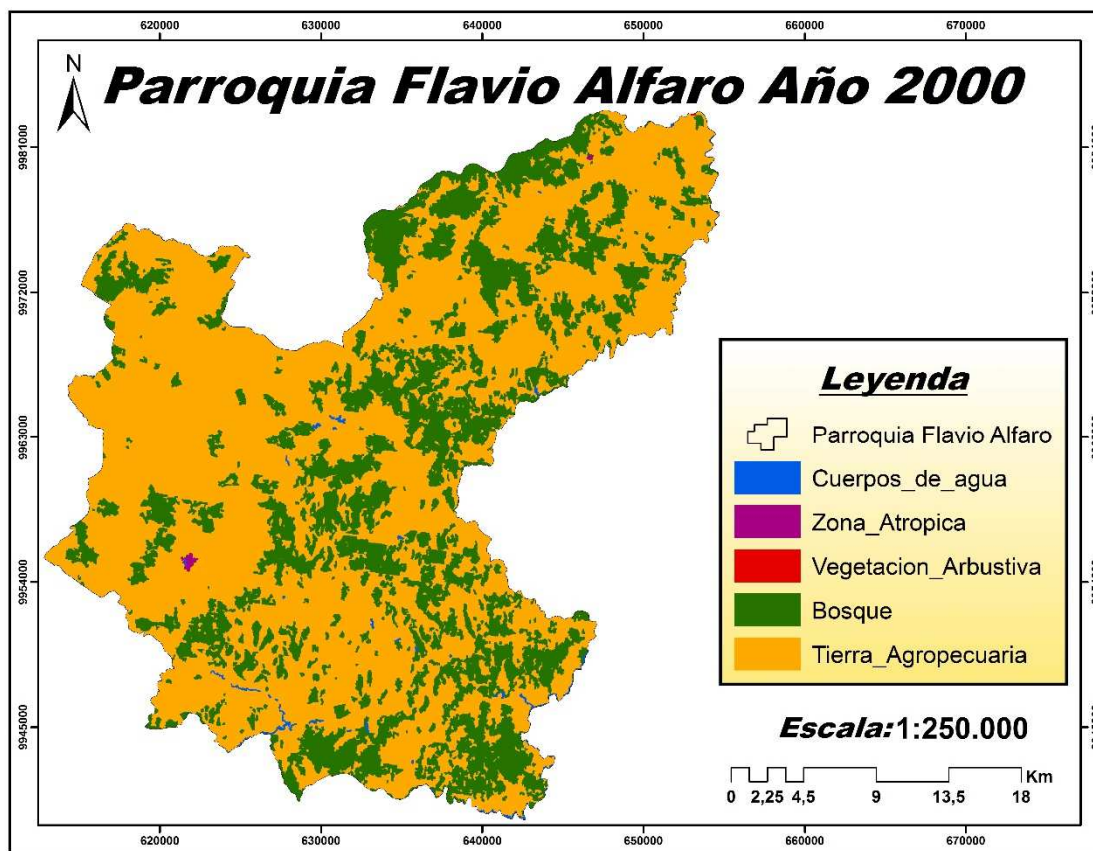 620000 630000 640000 650000 660000 670000
N
Parroquia Flavio Alfaro Año 2000
9981000
9972000
9963000
9954000
9945000
Leyenda
Parroquia Flavio Alfaro
Cuerpos_de_agua
Zona_Atropica
Vegetacion_Arbustiva
Bosque
Tierra_Agropecuaria
Escala:1:250.000
Km
0 2,25 4,5 9 13,5 18
620000 630000 640000 650000 660000 670000